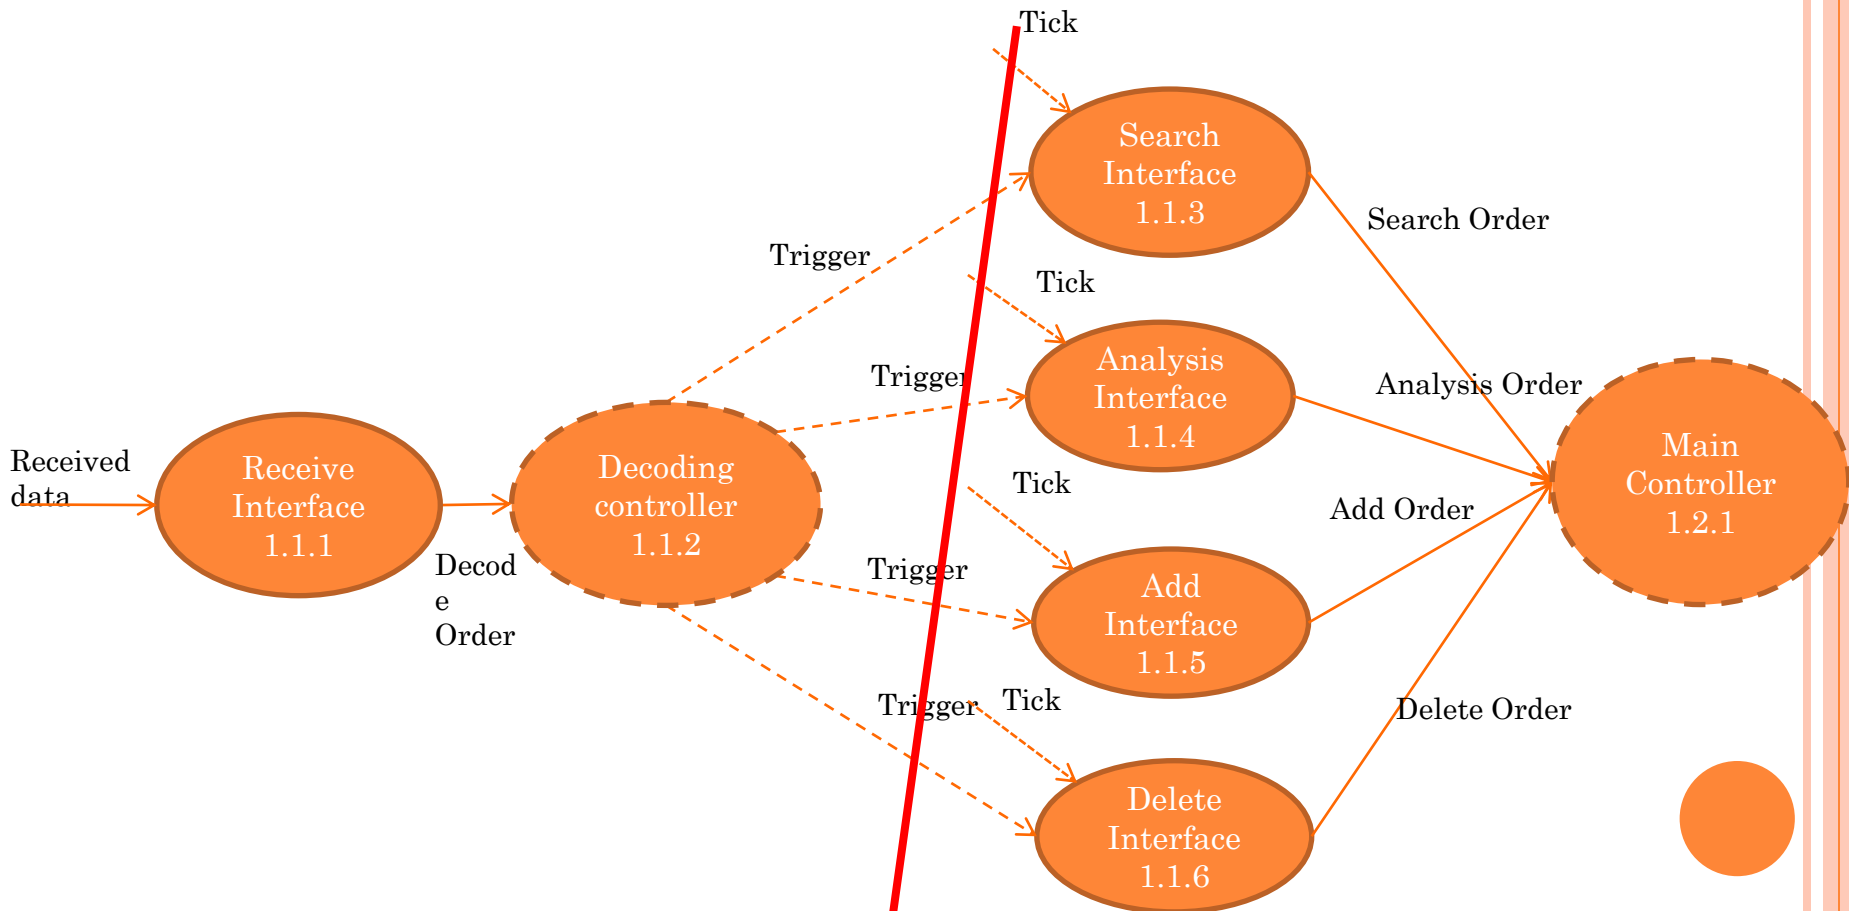 Tick
Search
Interface
1.1.3
Search Order
Trigger
Tick
Analysis
Interface
1.1.4
Trigger
Analysis Order
Received
data
Receive
Interface
1.1.1
Decod
e
Order
Decoding
controller
1.1.2
Tick
Add Order
Main
Controller
1.2.1
Trigger
Add
Interface
1.1.5
Trigger
Tick
Delete Order
Delete
Interface
1.1.6